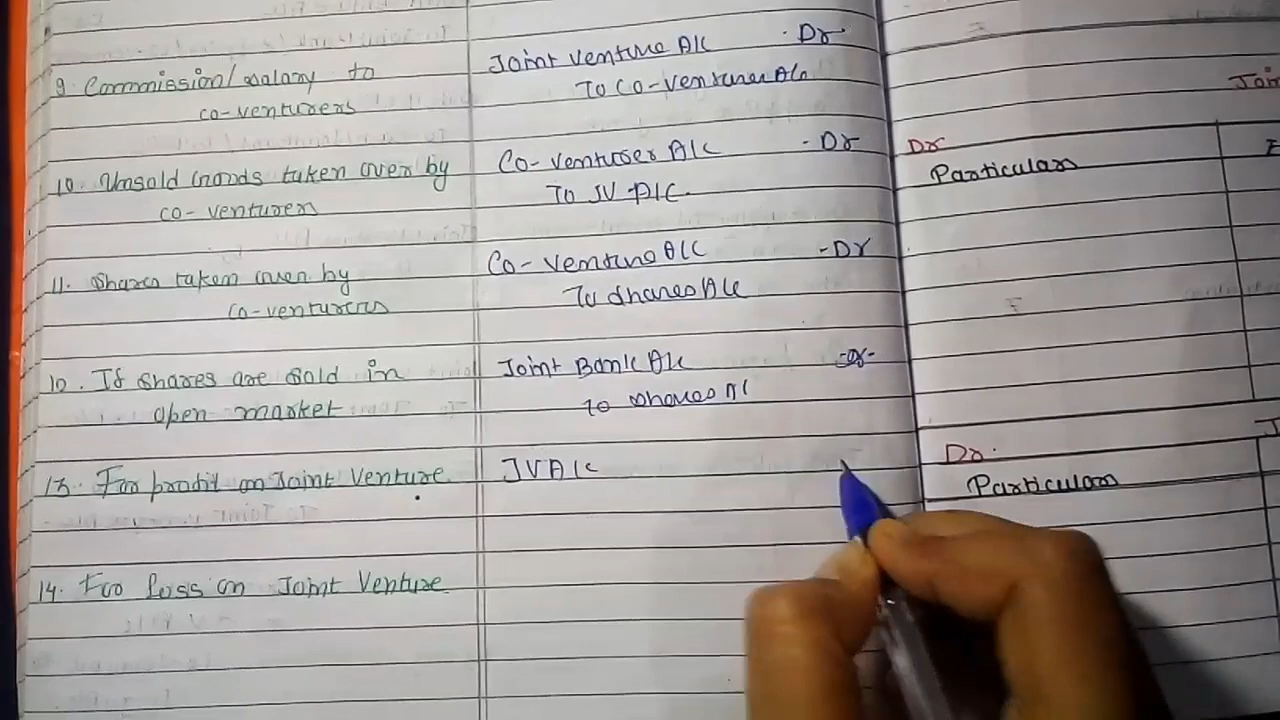 9. Commission/Salary to
co-venturers
Joint Venture A/c - Dr
To Co-venturer A/c
10. Unsold Goods taken over by
co-venturer
Co-Venturer A/c - Dr
To JV A/c.
11. Shares taken over by
co-venturers
Co-Venture A/c - Dr
To Shares A/c
12. If Shares are sold in
open market
Joint Bank A/c - Dr -
To Shares A/c
13. For profit on Joint Venture.
JV A/c
14. For loss on Joint Venture.
Dr
Particulars
Dr.
Particulars